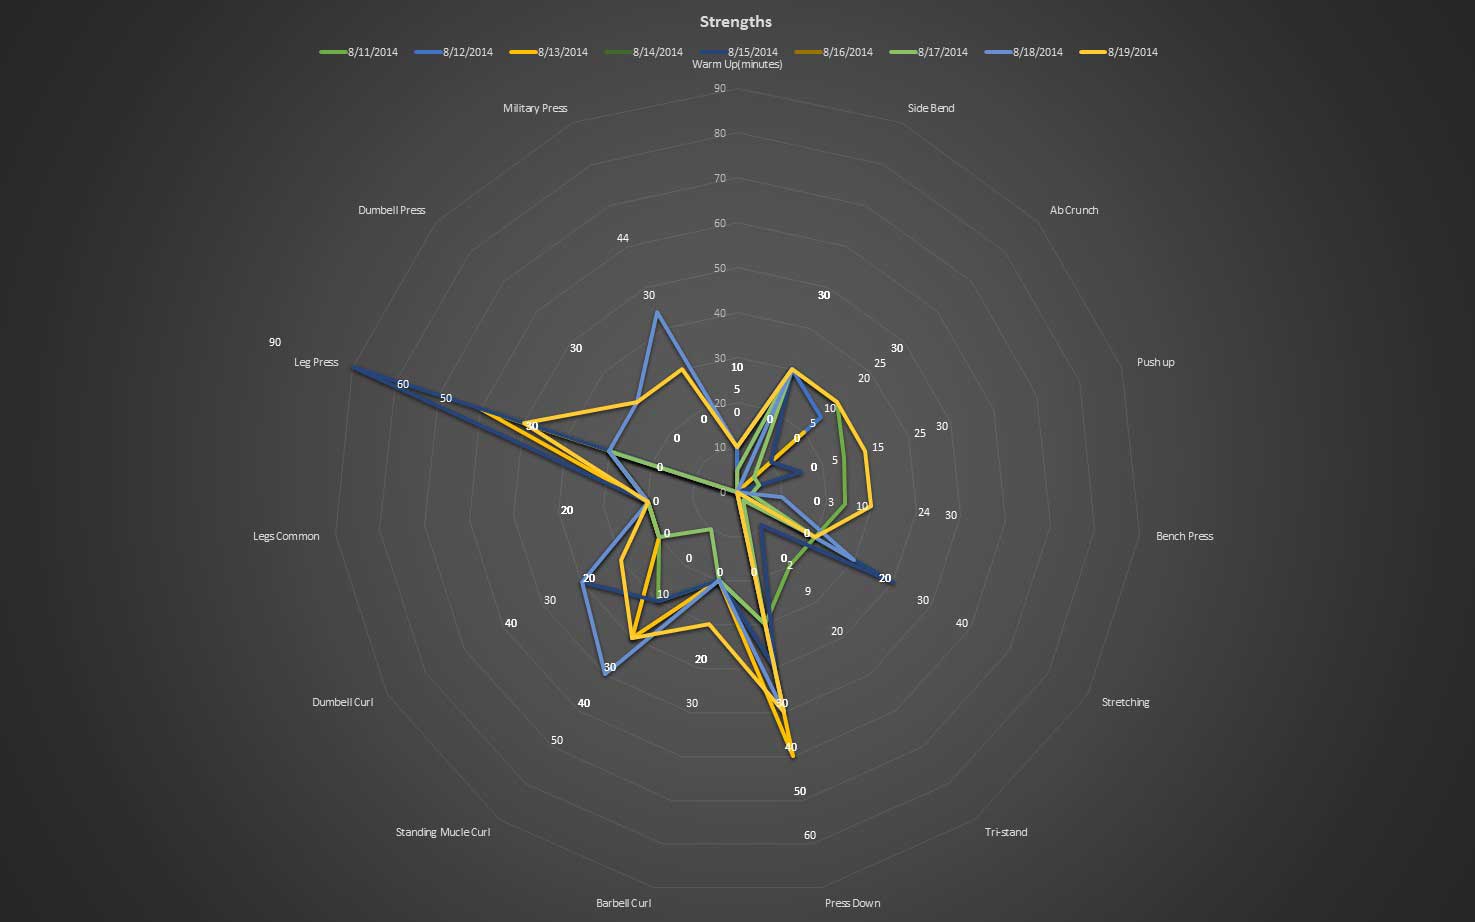 Strengths
8/11/2014 8/12/2014 8/13/2014 8/14/2014 8/15/2014 8/16/2014 8/17/2014 8/18/2014 8/19/2014
Warm Up(minutes)
90
Military Press Side Bend
80
70
Dumbell Press Ab Crunch
60
44
50
30 30
40
90
30 30
30
Leg Press 25 Push up
10
60 20
5
50 20
0 10
0 0 5
30 25 30
0 0
10 15
5
0 0
0
0 0 3
10
20 24 30
Legs Common 0 0 Bench Press
0 0
2
0 0
20 20
10 9
30 30
40 40
20
20
30
Dumbell Curl Stretching
40 30 30
50 40
50
Standing Mucle Curl Tri-stand
60
Barbell Curl Press Down